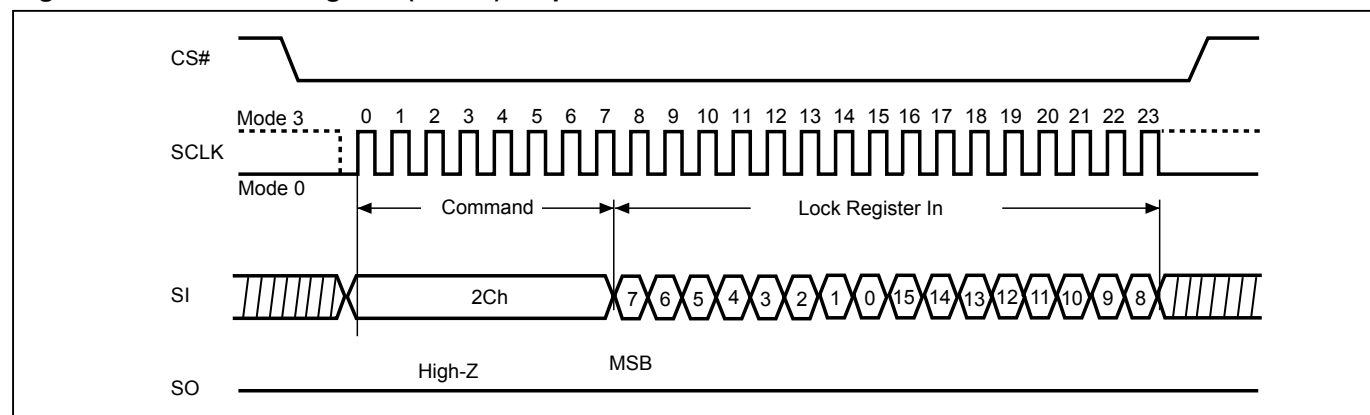 CS#
Mode 3
0 1 2 3 4 5 6 7 8 9 10 11 12 13 14 15 16 17 18 19 20 21 22 23
SCLK
Mode 0
Command Lock Register In
SI 2Ch 7 6 5 4 3 2 1 0 15 14 13 12 11 10 9 8
High-Z MSB
SO